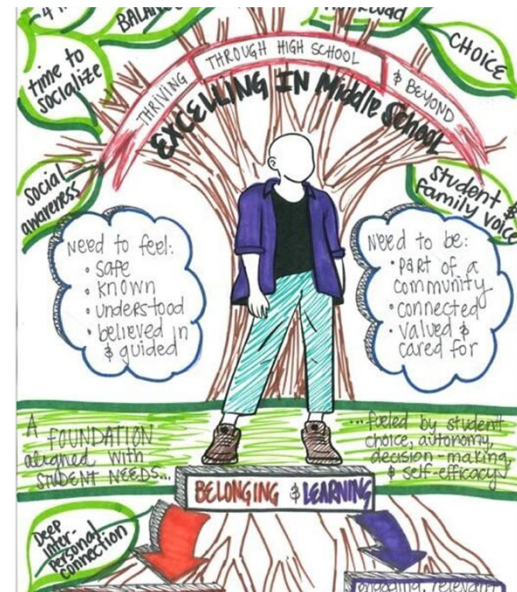 BALAN
time to
socialize
CHOICE
THRIVING THROUGH HIGH SCHOOL & BEYOND
EXCELLING IN MiddLE SCHOOL
Social
awareness
student &
Family voice
NEED to feel:
• safe
• known
• understood
• believed in
& guided
NEED to be:
• PART of a
community
• connected
• valued &
cared for
A
FOUNDATION
aligned with
STUDENT NEEDS...
...fueled by student
choice, autonomy,
decision-making
& self-efficacy
BELONGING & LEARNING
Deep
inter-
personal
connection
engaging, relevant